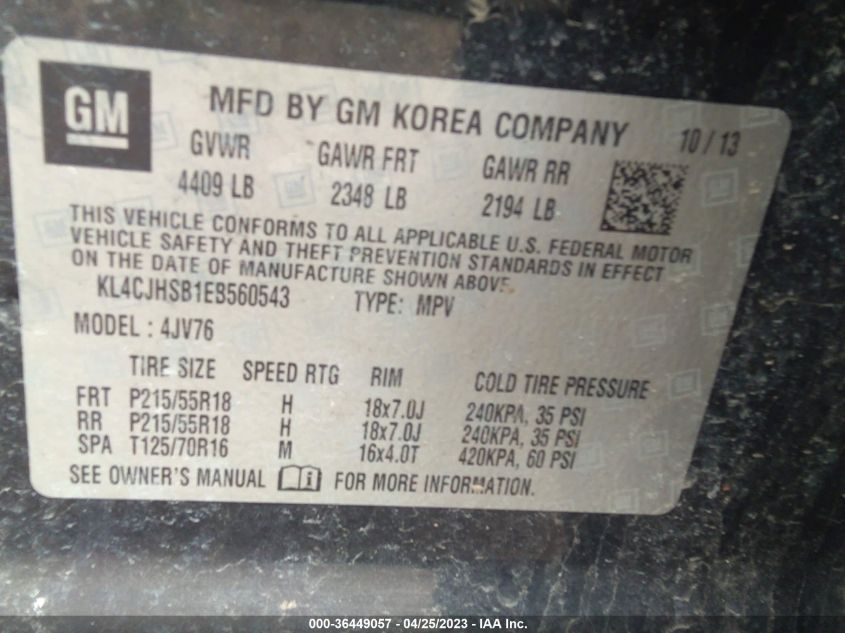 GM
MFD BY GM KOREA COMPANY 10/13
GVWR GAWR FRT GAWR RR
4409 LB 2348 LB 2194 LB
THIS VEHICLE CONFORMS TO ALL APPLICABLE U.S. FEDERAL MOTOR
VEHICLE SAFETY AND THEFT PREVENTION STANDARDS IN EFFECT
ON THE DATE OF MANUFACTURE SHOWN ABOVE.
KL4CJHSB1EB560543 TYPE: MPV
MODEL : 4JV76
TIRE SIZE SPEED RTG RIM COLD TIRE PRESSURE
FRT P215/55R18 H 18x7.0J 240KPA, 35 PSI
RR P215/55R18 H 18x7.0J 240KPA, 35 PSI
SPA T125/70R16 M 16x4.0T 420KPA, 60 PSI
SEE OWNER'S MANUAL i FOR MORE INFORMATION.
000-36449057 - 04/25/2023 - IAA Inc.